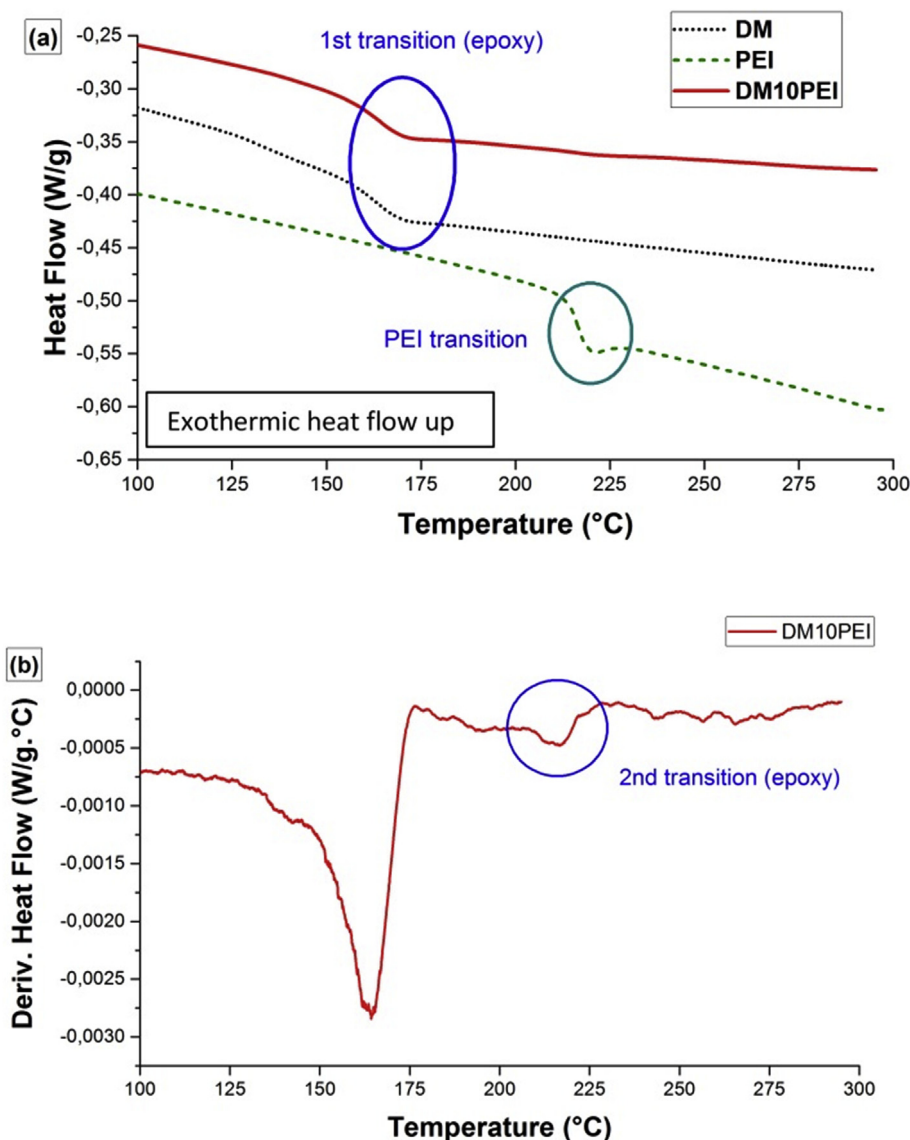 (a)
-0,25
-0,30
-0,35
-0,40
-0,45
-0,50
-0,55
-0,60
-0,65
Heat Flow (W/g)
1st transition (epoxy)
DM
PEI
DM10PEI
PEI transition
Exothermic heat flow up
100 125 150 175 200 225 250 275 300
Temperature (°C)
(b)
DM10PEI
0,0000
-0,0005
-0,0010
-0,0015
-0,0020
-0,0025
-0,0030
Deriv. Heat Flow (W/g.°C)
2nd transition (epoxy)
100 125 150 175 200 225 250 275 300
Temperature (°C)